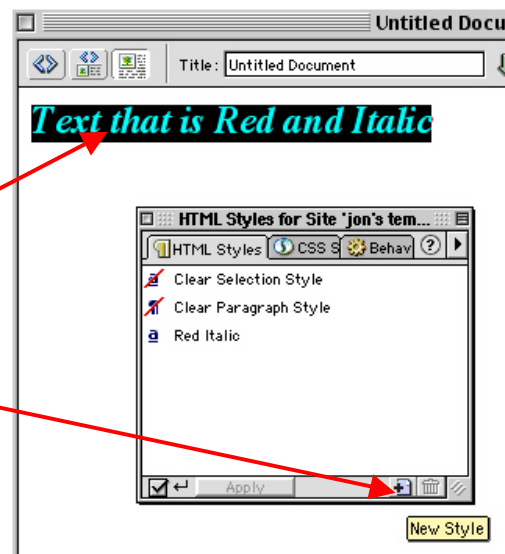 Untitled Docu
Title: Untitled Document
Text that is Red and Italic
HTML Styles for Site 'jon's tem...
HTML Styles CSS S Behav ?
Clear Selection Style
Clear Paragraph Style
a Red Italic
Apply
New Style